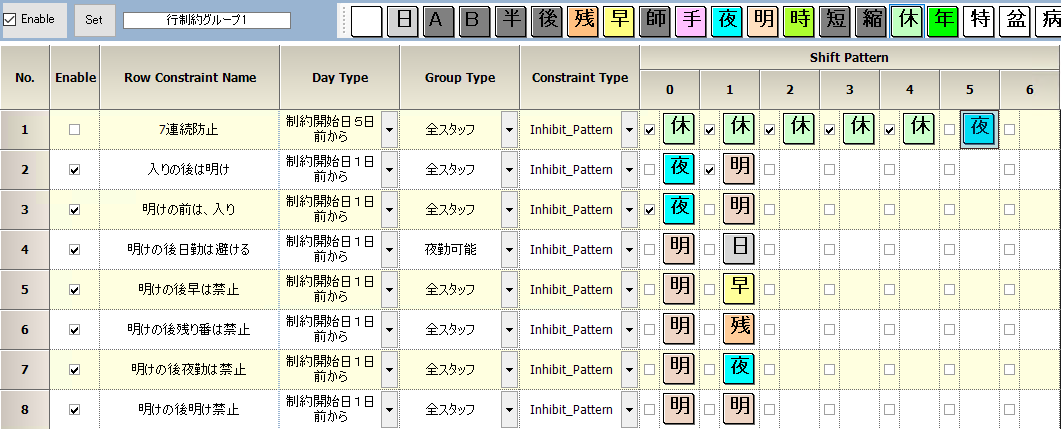 Enable Set 行制約グループ1 日 A B 半 後 残 早 師 手 夜 明 時 短 縮 休 年 特 盆 病
No. Enable Row Constraint Name Day Type Group Type Constraint Type Shift Pattern
0 1 2 3 4 5 6
1 7連続防止 制約開始日5日前から 全スタッフ Inhibit_Pattern 休 休 休 休 休 夜
2 入りの後は明け 制約開始日1日前から 全スタッフ Inhibit_Pattern 夜 明
3 明けの前は、入り 制約開始日1日前から 全スタッフ Inhibit_Pattern 夜 明
4 明けの後日勤は避ける 制約開始日1日前から 夜勤可能 Inhibit_Pattern 明 日
5 明けの後早は禁止 制約開始日1日前から 全スタッフ Inhibit_Pattern 明 早
6 明けの後残り番は禁止 制約開始日1日前から 全スタッフ Inhibit_Pattern 明 残
7 明けの後夜勤は禁止 制約開始日1日前から 全スタッフ Inhibit_Pattern 明 夜
8 明けの後明け禁止 制約開始日1日前から 全スタッフ Inhibit_Pattern 明 明